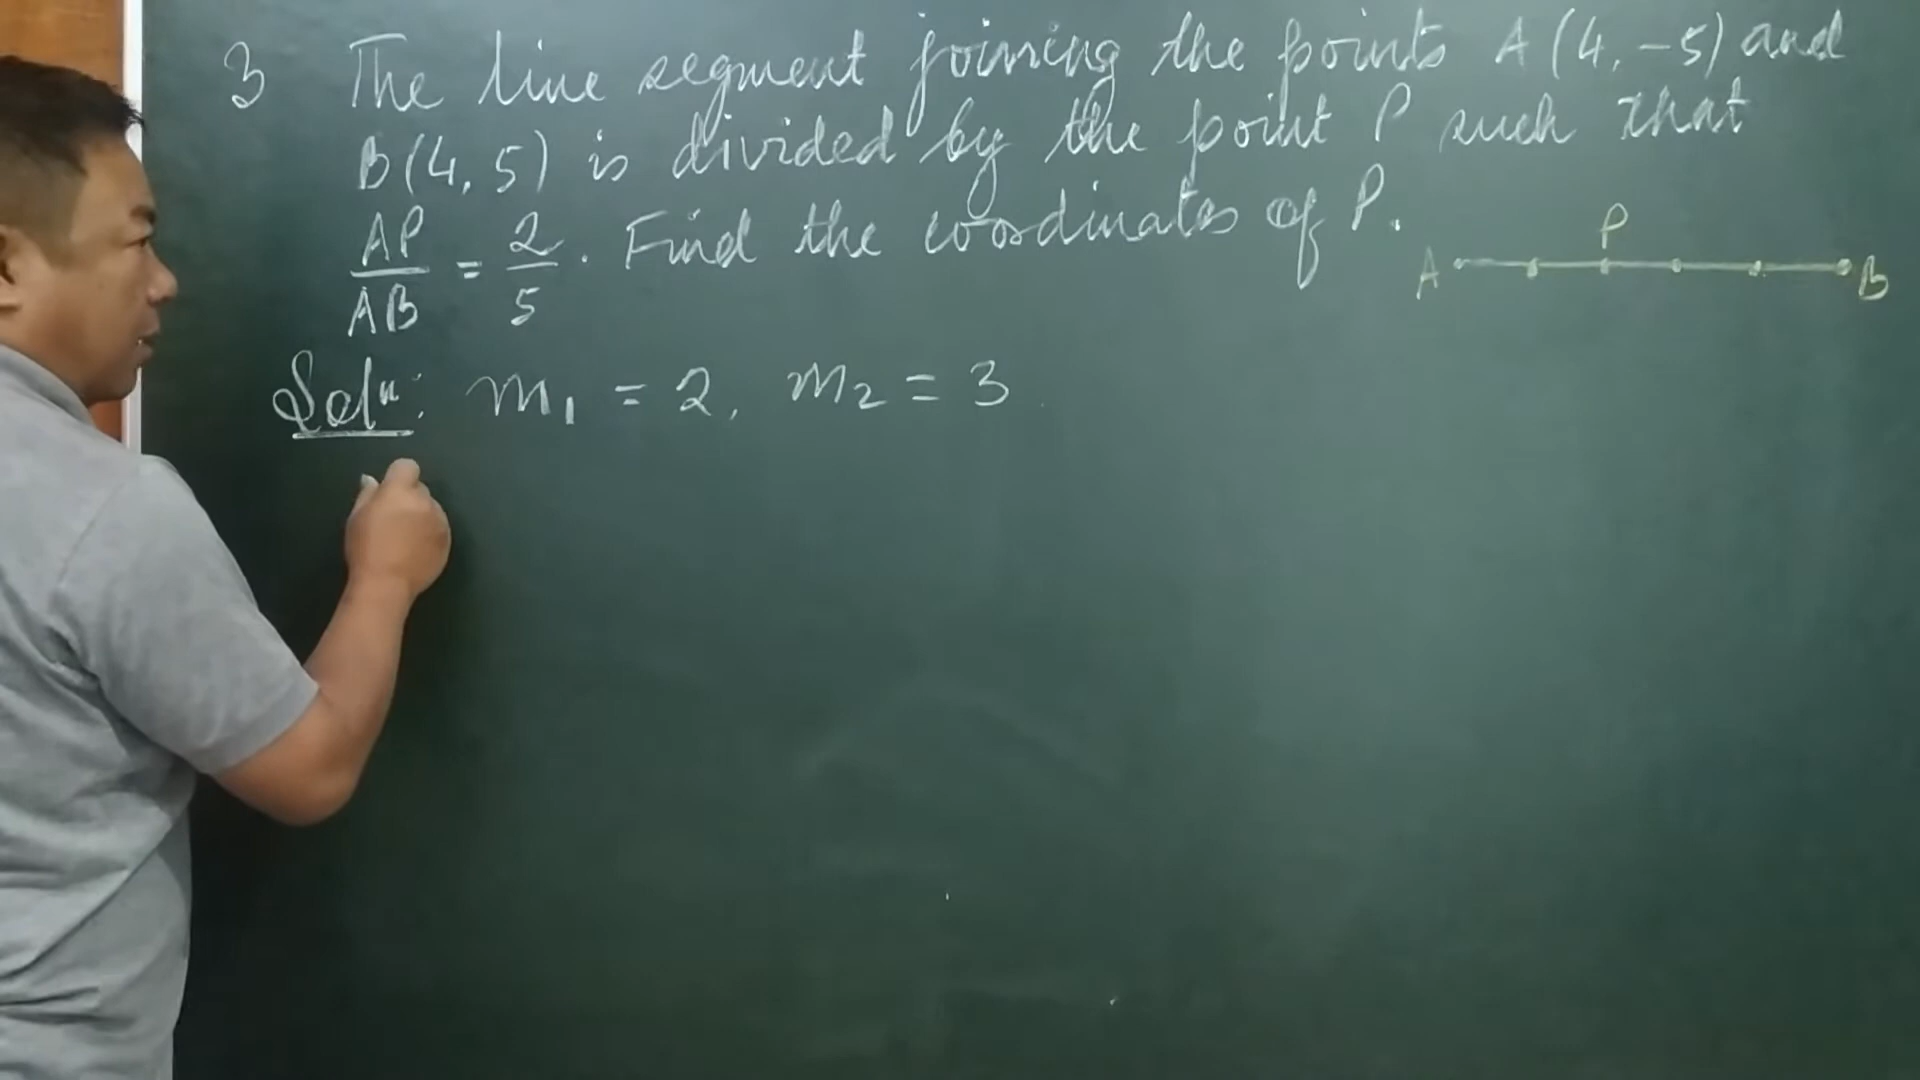 3 The line segment joining the points A(4, -5) and
B(4, 5) is divided by the point P such that
AP/AB = 2/5. Find the coordinates of P.
P
A B
Solⁿ: m₁ = 2, m₂ = 3